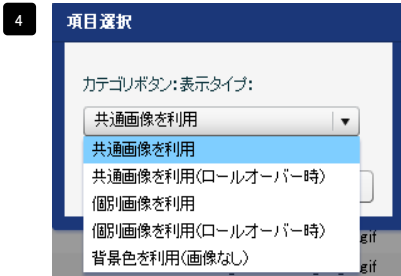 4
項目選択
カテゴリボタン:表示タイプ:
共通画像を利用
共通画像を利用
共通画像を利用(ロールオーバー時)
個別画像を利用
個別画像を利用(ロールオーバー時)
背景色を利用(画像なし)
gif
gif